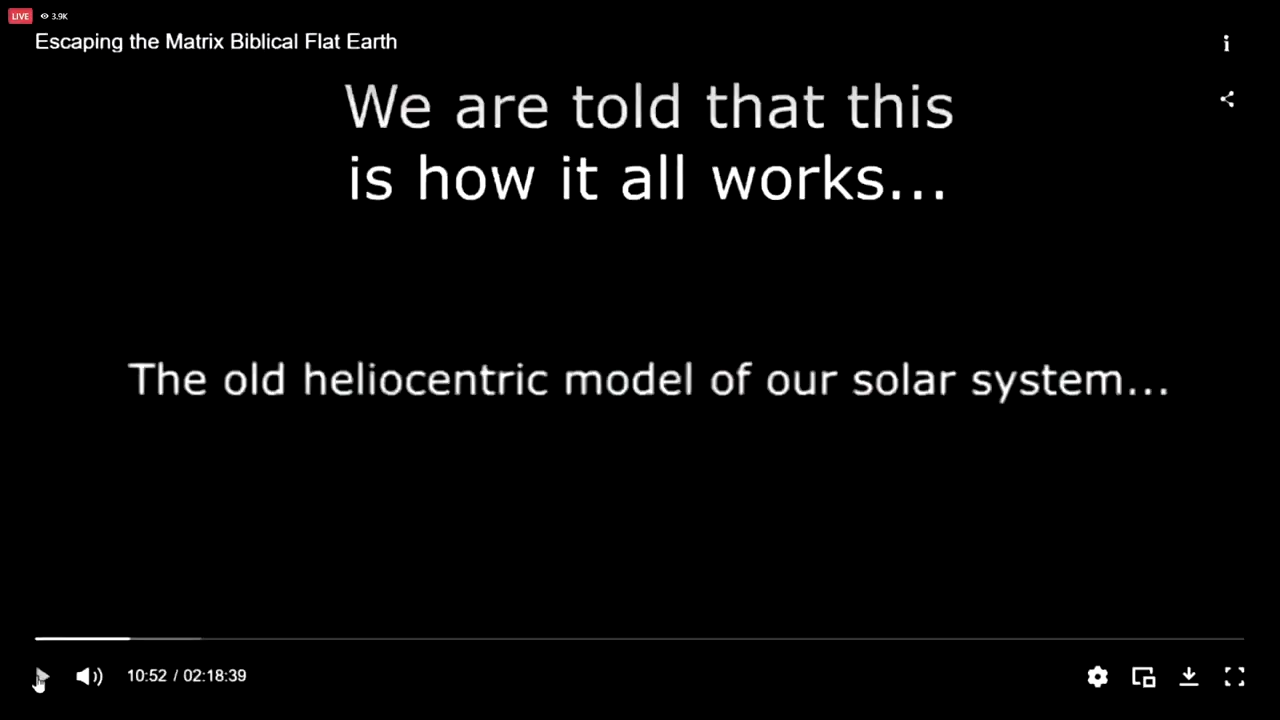 LIVE 3.9K
Escaping the Matrix Biblical Flat Earth
We are told that this
is how it all works...
The old heliocentric model of our solar system...
10:52 / 02:18:39